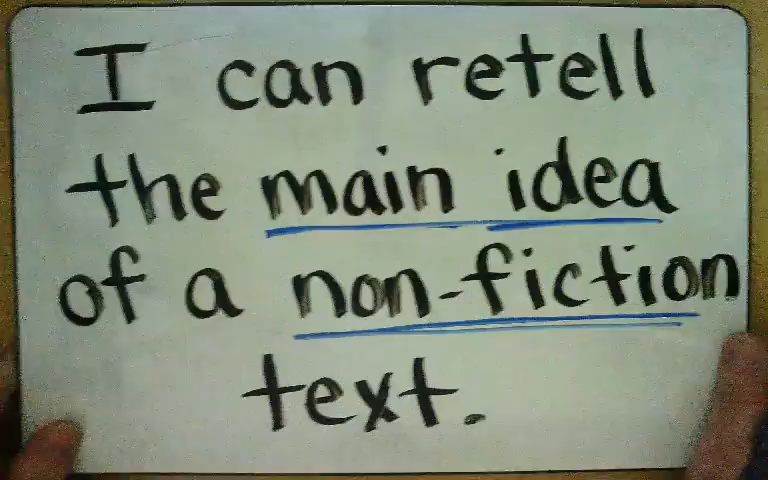 I can retell
the main idea
of a non-fiction
text.